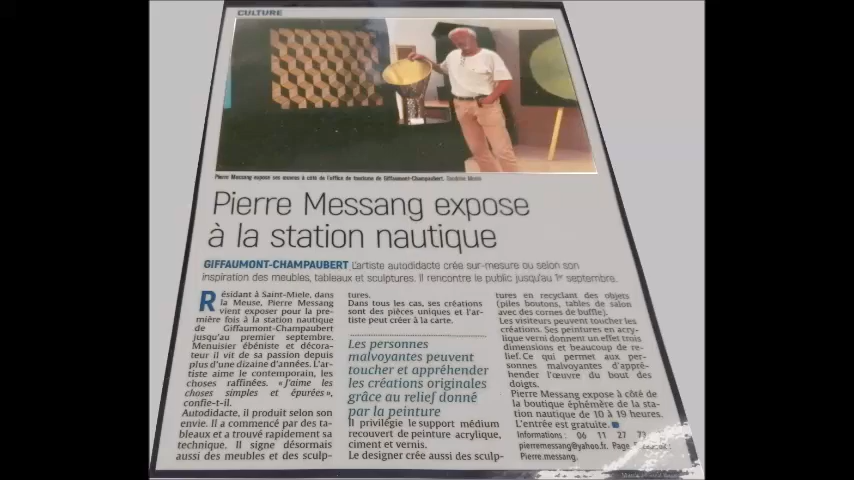 CULTURE
Pierre Messang expose ses œuvres à côté de l'office de tourisme de Giffaumont-Champaubert.
Pierre Messang expose
à la station nautique
GIFFAUMONT-CHAMPAUBERT L'artiste autodidacte crée sur-mesure ou selon son
inspiration des meubles, tableaux et sculptures. Il rencontre le public jusqu'au 1er septembre.
Résidant à Saint-Miele, dans
la Meuse, Pierre Messang
vient exposer pour la pre-
mière fois à la station nautique
de Giffaumont-Champaubert
jusqu'au premier septembre.
Menuisier ébéniste et décora-
teur il vit de sa passion depuis
plus d'une dizaine d'années. L'ar-
tiste aime le contemporain, les
choses raffinées. «J'aime les
choses simples et épurées»,
confie-t-il.
Autodidacte, il produit selon son
envie. Il a commencé par des ta-
bleaux et a trouvé rapidement sa
technique. Il signe désormais
aussi des meubles et des sculp-
tures.
Dans tous les cas, ses créations
sont des pièces uniques et l'ar-
tiste peut créer à la carte.
Les personnes
malvoyantes peuvent
toucher et appréhender
les créations originales
grâce au relief donné
par la peinture
Il privilégie le support médium
recouvert de peinture acrylique,
ciment et vernis.
Le designer crée aussi des sculp-
tures en recyclant des objets
(piles boutons, tables de salon
avec des cornes de buffle).
Les visiteurs peuvent toucher les
créations. Ses peintures en acry-
lique verni donnent un effet trois
dimensions et beaucoup de re-
lief. Ce qui permet aux per-
sonnes malvoyantes d'appré-
hender l'œuvre du bout des
doigts.
Pierre Messang expose à côté de
la boutique éphémère de la sta-
tion nautique de 10 à 19 heures.
L'entrée est gratuite.
Informations : 06 11 27
pierremessang@yahoo.fr. Page
Pierre.messang.